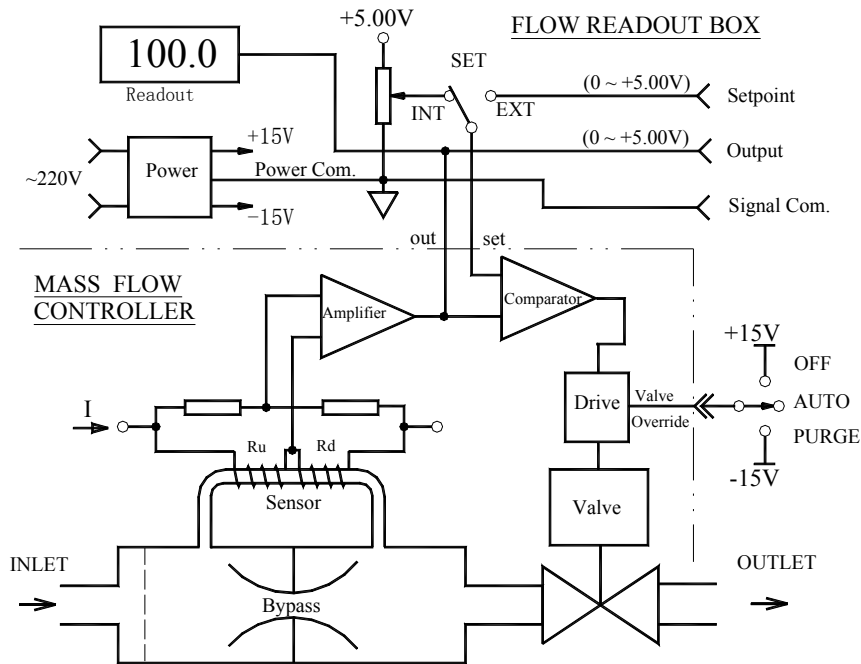 +5.00V
FLOW READOUT BOX
100.0
Readout
SET
INT
EXT
(0 ~ +5.00V)
Setpoint
(0 ~ +5.00V)
Output
~220V
Power
+15V
Power Com.
-15V
Signal Com.
out
set
MASS FLOW
CONTROLLER
Amplifier
Comparator
+15V
OFF
Drive
Valve
Override
AUTO
PURGE
-15V
I
Ru
Rd
Sensor
Valve
INLET
Bypass
OUTLET